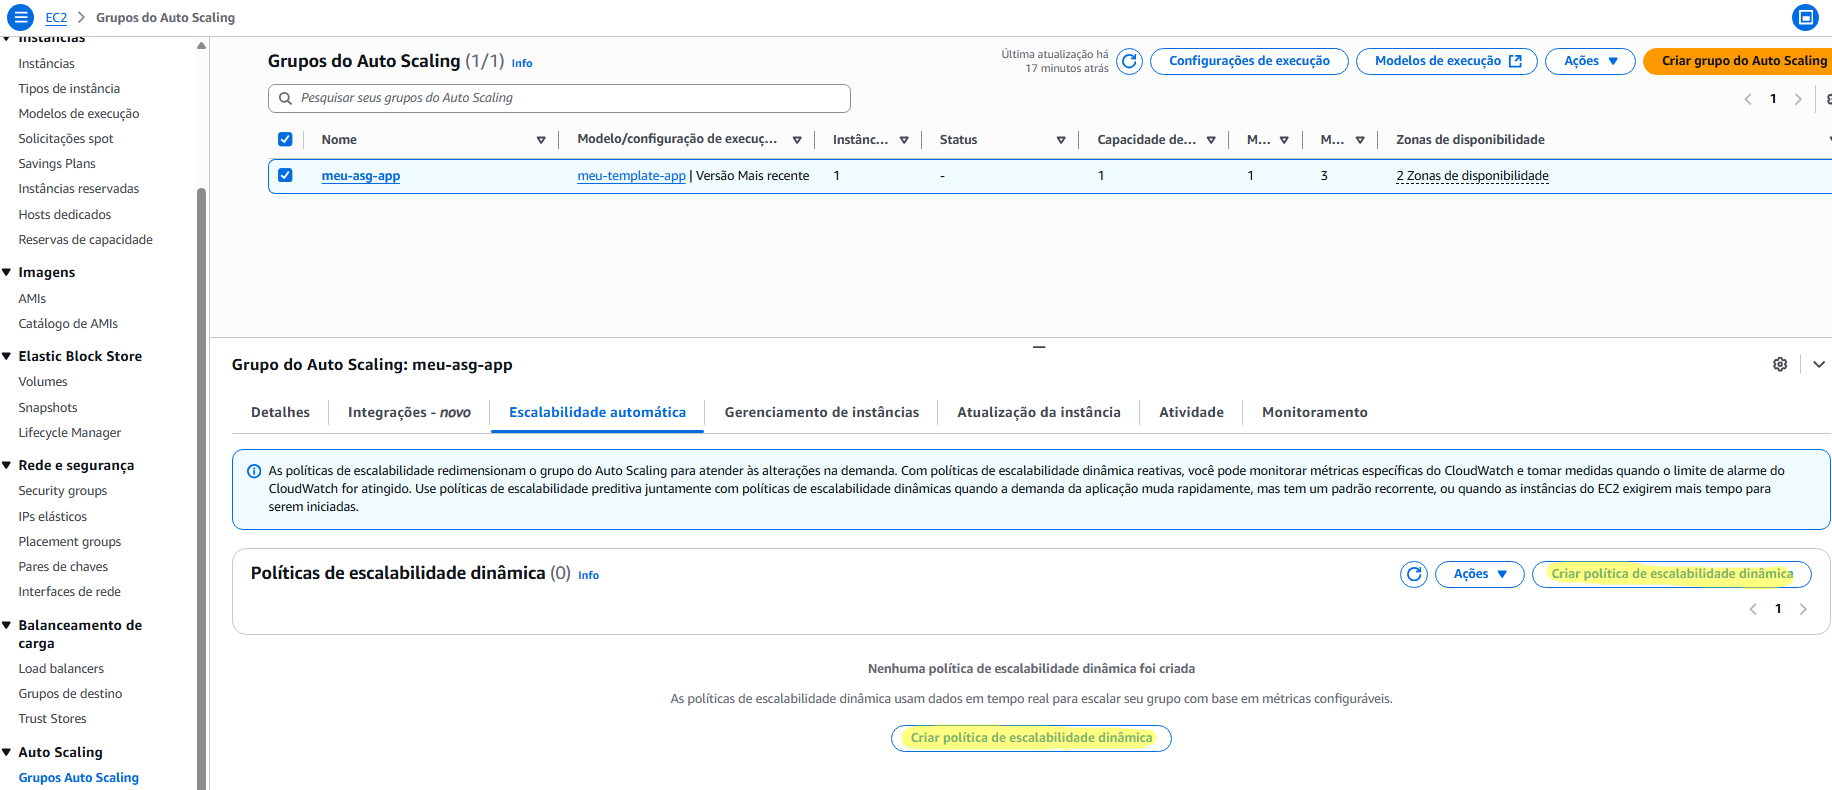 EC2 > Grupos do Auto Scaling
Instâncias
Instâncias
Tipos de instância
Modelos de execução
Solicitações spot
Savings Plans
Instâncias reservadas
Hosts dedicados
Reservas de capacidade
Imagens
AMIs
Catálogo de AMIs
Elastic Block Store
Volumes
Snapshots
Lifecycle Manager
Rede e segurança
Security groups
IPs elásticos
Placement groups
Pares de chaves
Interfaces de rede
Balanceamento de
carga
Load balancers
Grupos de destino
Trust Stores
Auto Scaling
Grupos Auto Scaling
Grupos do Auto Scaling (1/1) Info
Última atualização há
17 minutos atrás
Configurações de execução
Modelos de execução
Ações
Criar grupo do Auto Scaling
Pesquisar seus grupos do Auto Scaling
1
Nome Modelo/configuração de execuç... Instânc... Status Capacidade de... M... M... Zonas de disponibilidade
meu-asg-app meu-template-app | Versão Mais recente 1 - 1 1 3 2 Zonas de disponibilidade
Grupo do Auto Scaling: meu-asg-app
Detalhes Integrações - novo Escalabilidade automática Gerenciamento de instâncias Atualização da instância Atividade Monitoramento
As políticas de escalabilidade redimensionam o grupo do Auto Scaling para atender às alterações na demanda. Com políticas de escalabilidade dinâmica reativas, você pode monitorar métricas específicas do CloudWatch e tomar medidas quando o limite de alarme do
CloudWatch for atingido. Use políticas de escalabilidade preditiva juntamente com políticas de escalabilidade dinâmicas quando a demanda da aplicação muda rapidamente, mas tem um padrão recorrente, ou quando as instâncias do EC2 exigirem mais tempo para
serem iniciadas.
Políticas de escalabilidade dinâmica (0) Info
Ações
Criar política de escalabilidade dinâmica
1
Nenhuma política de escalabilidade dinâmica foi criada
As políticas de escalabilidade dinâmica usam dados em tempo real para escalar seu grupo com base em métricas configuráveis.
Criar política de escalabilidade dinâmica